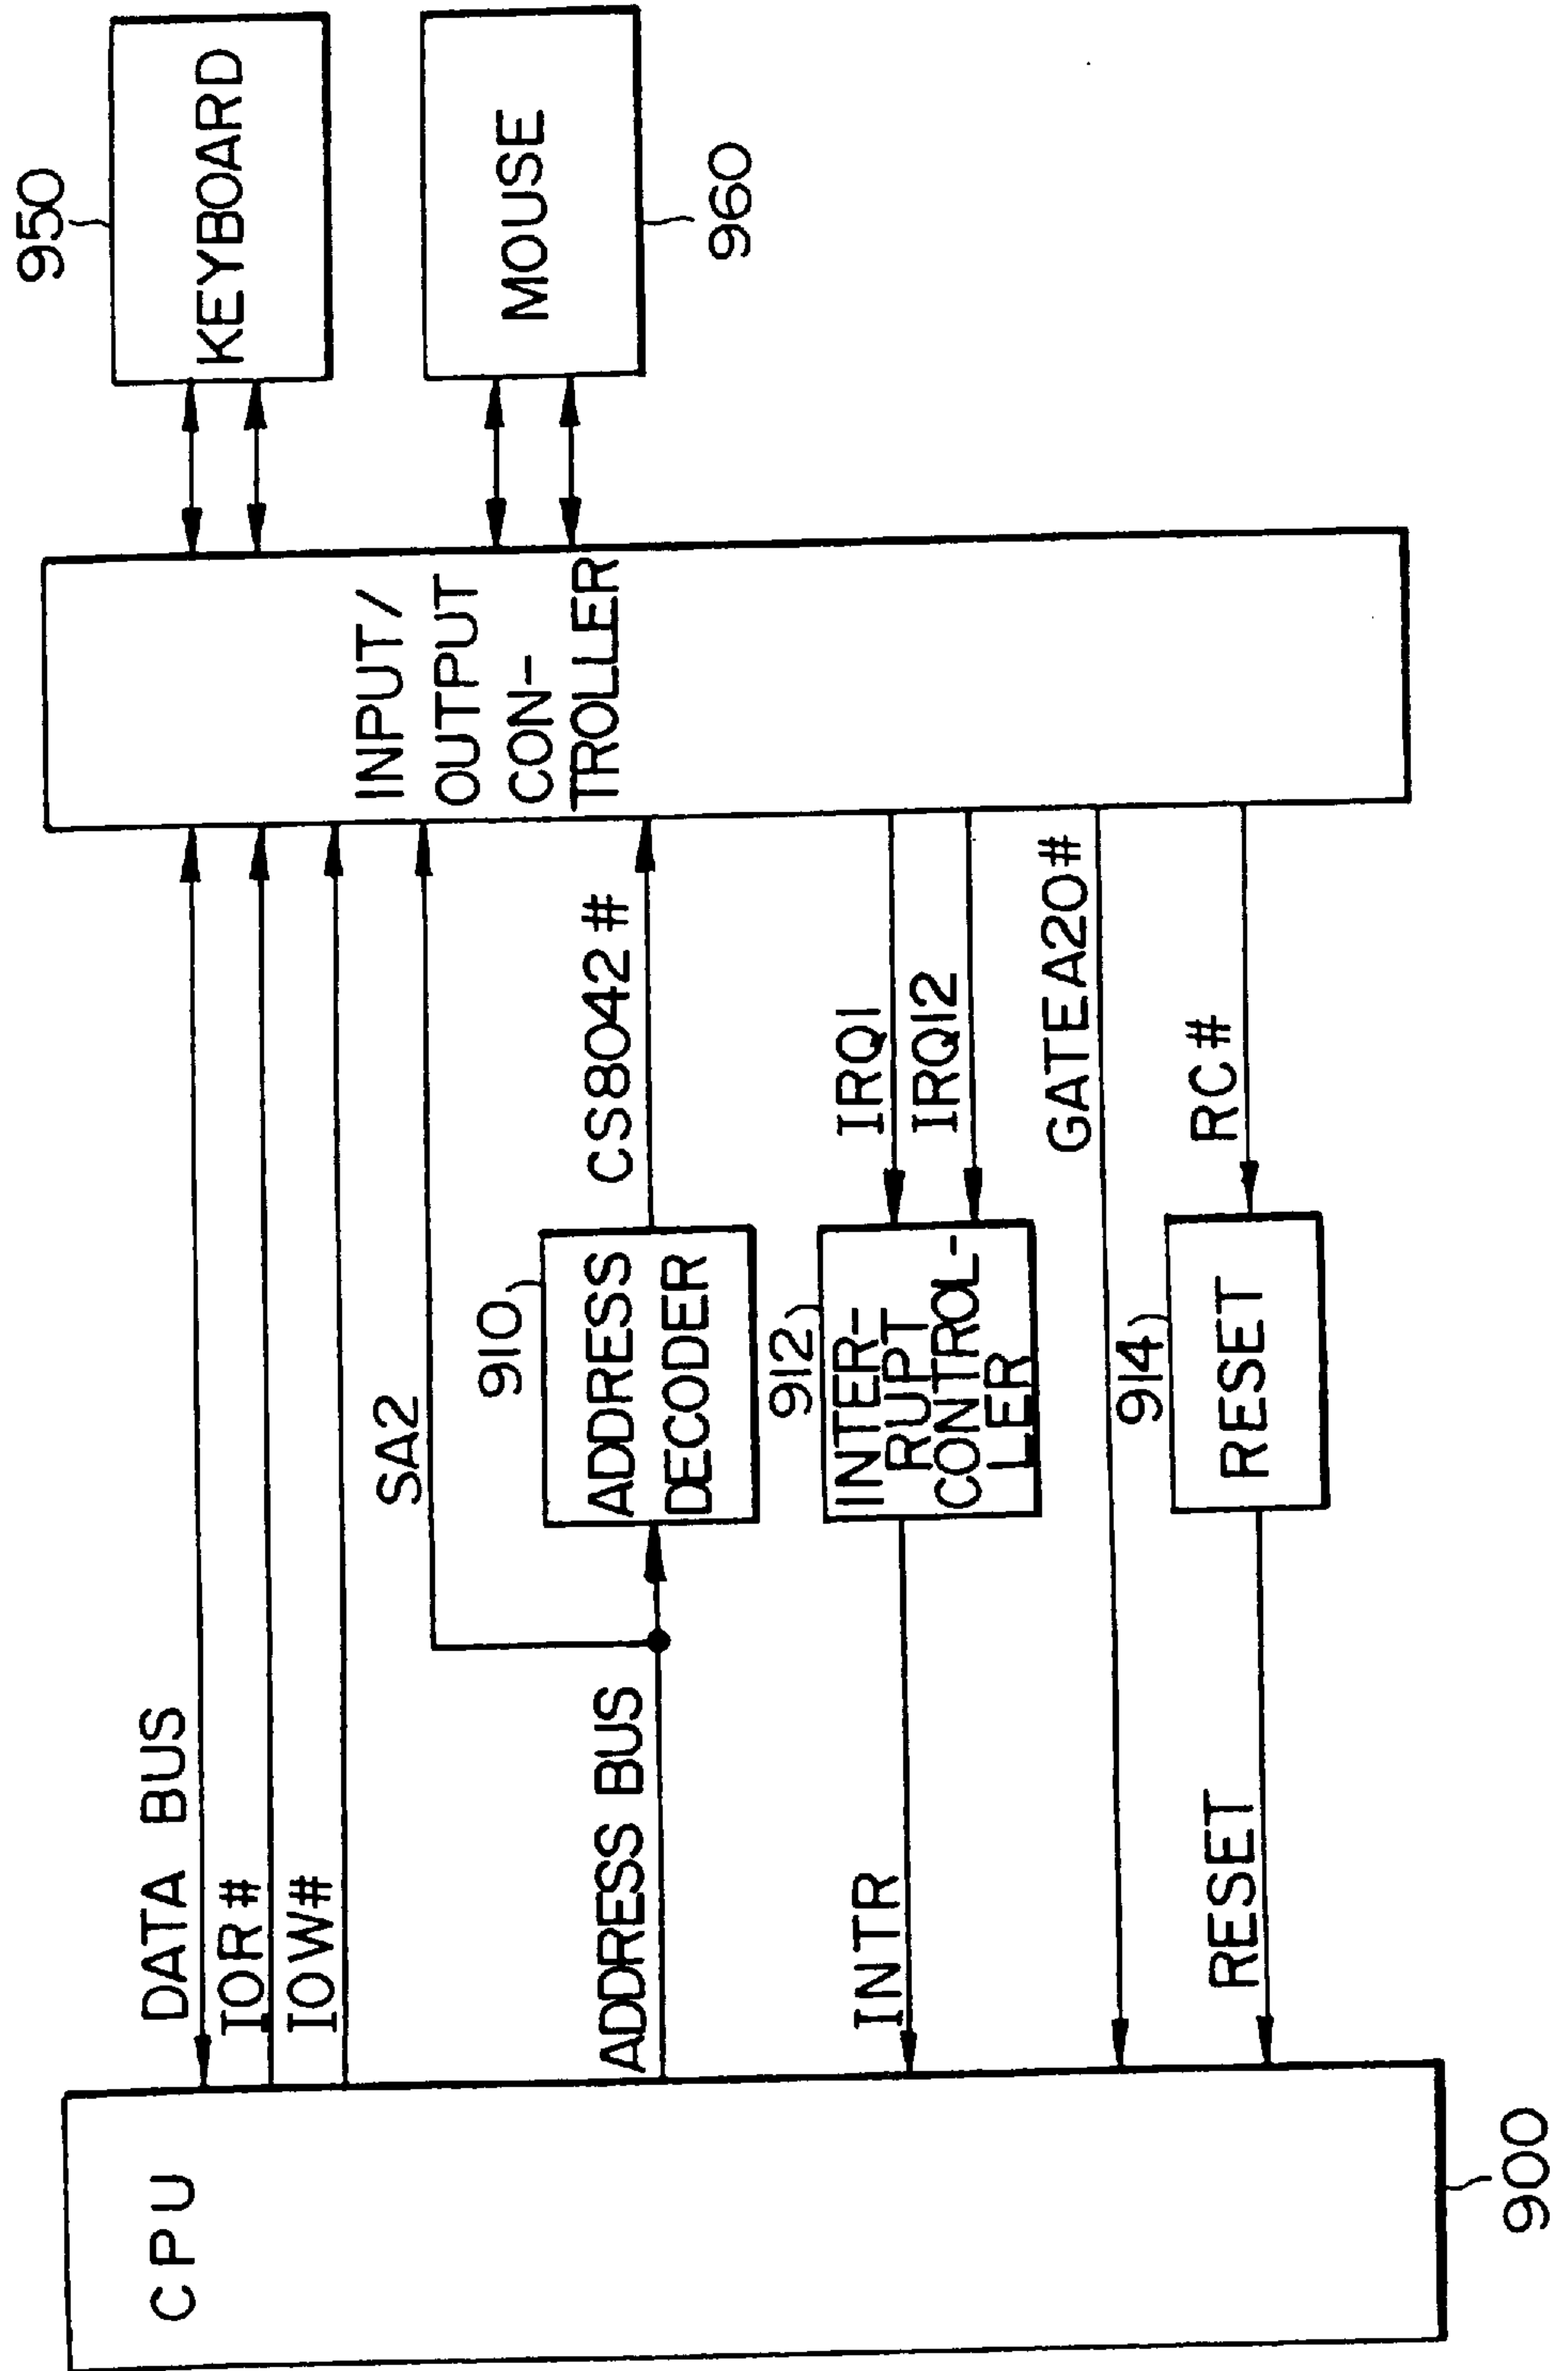 CPU
900
DATA BUS
IOR#
IOW#
ADDRESS BUS
INTR
RESET
SA2
910
ADDRESS
DECODER
912
INTER-
RUPT
CONTROL-
LER
914
RESET
CS8042#
IRQ1
IRQ12
GATEA20#
RC#
INPUT/
OUTPUT
CON-
TROLLER
950
KEYBOARD
MOUSE
960